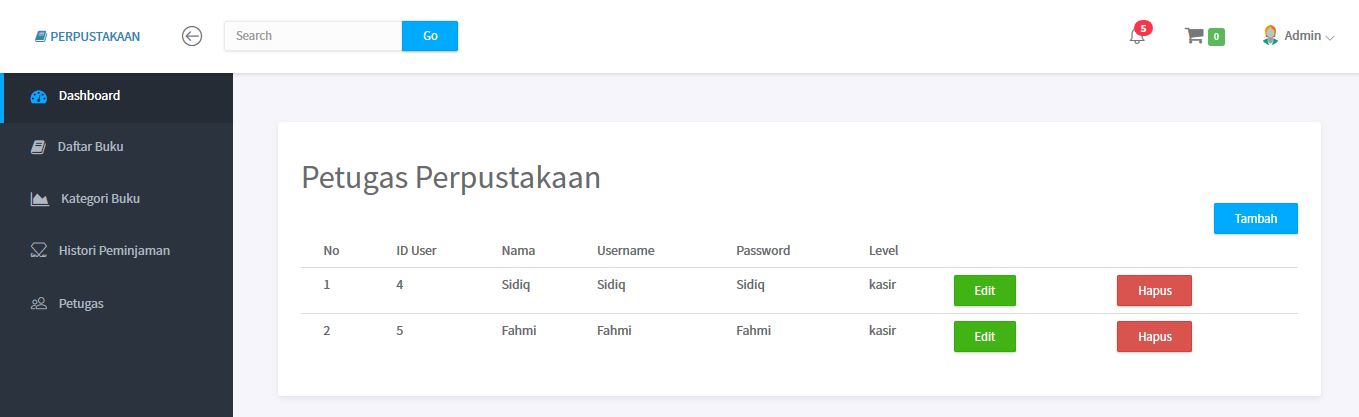 PERPUSTAKAAN Search Go 5 0 Admin
Dashboard
Daftar Buku
Kategori Buku
Histori Peminjaman
Petugas
Petugas Perpustakaan
Tambah
No ID User Nama Username Password Level
1 4 Sidiq Sidiq Sidiq kasir Edit Hapus
2 5 Fahmi Fahmi Fahmi kasir Edit Hapus